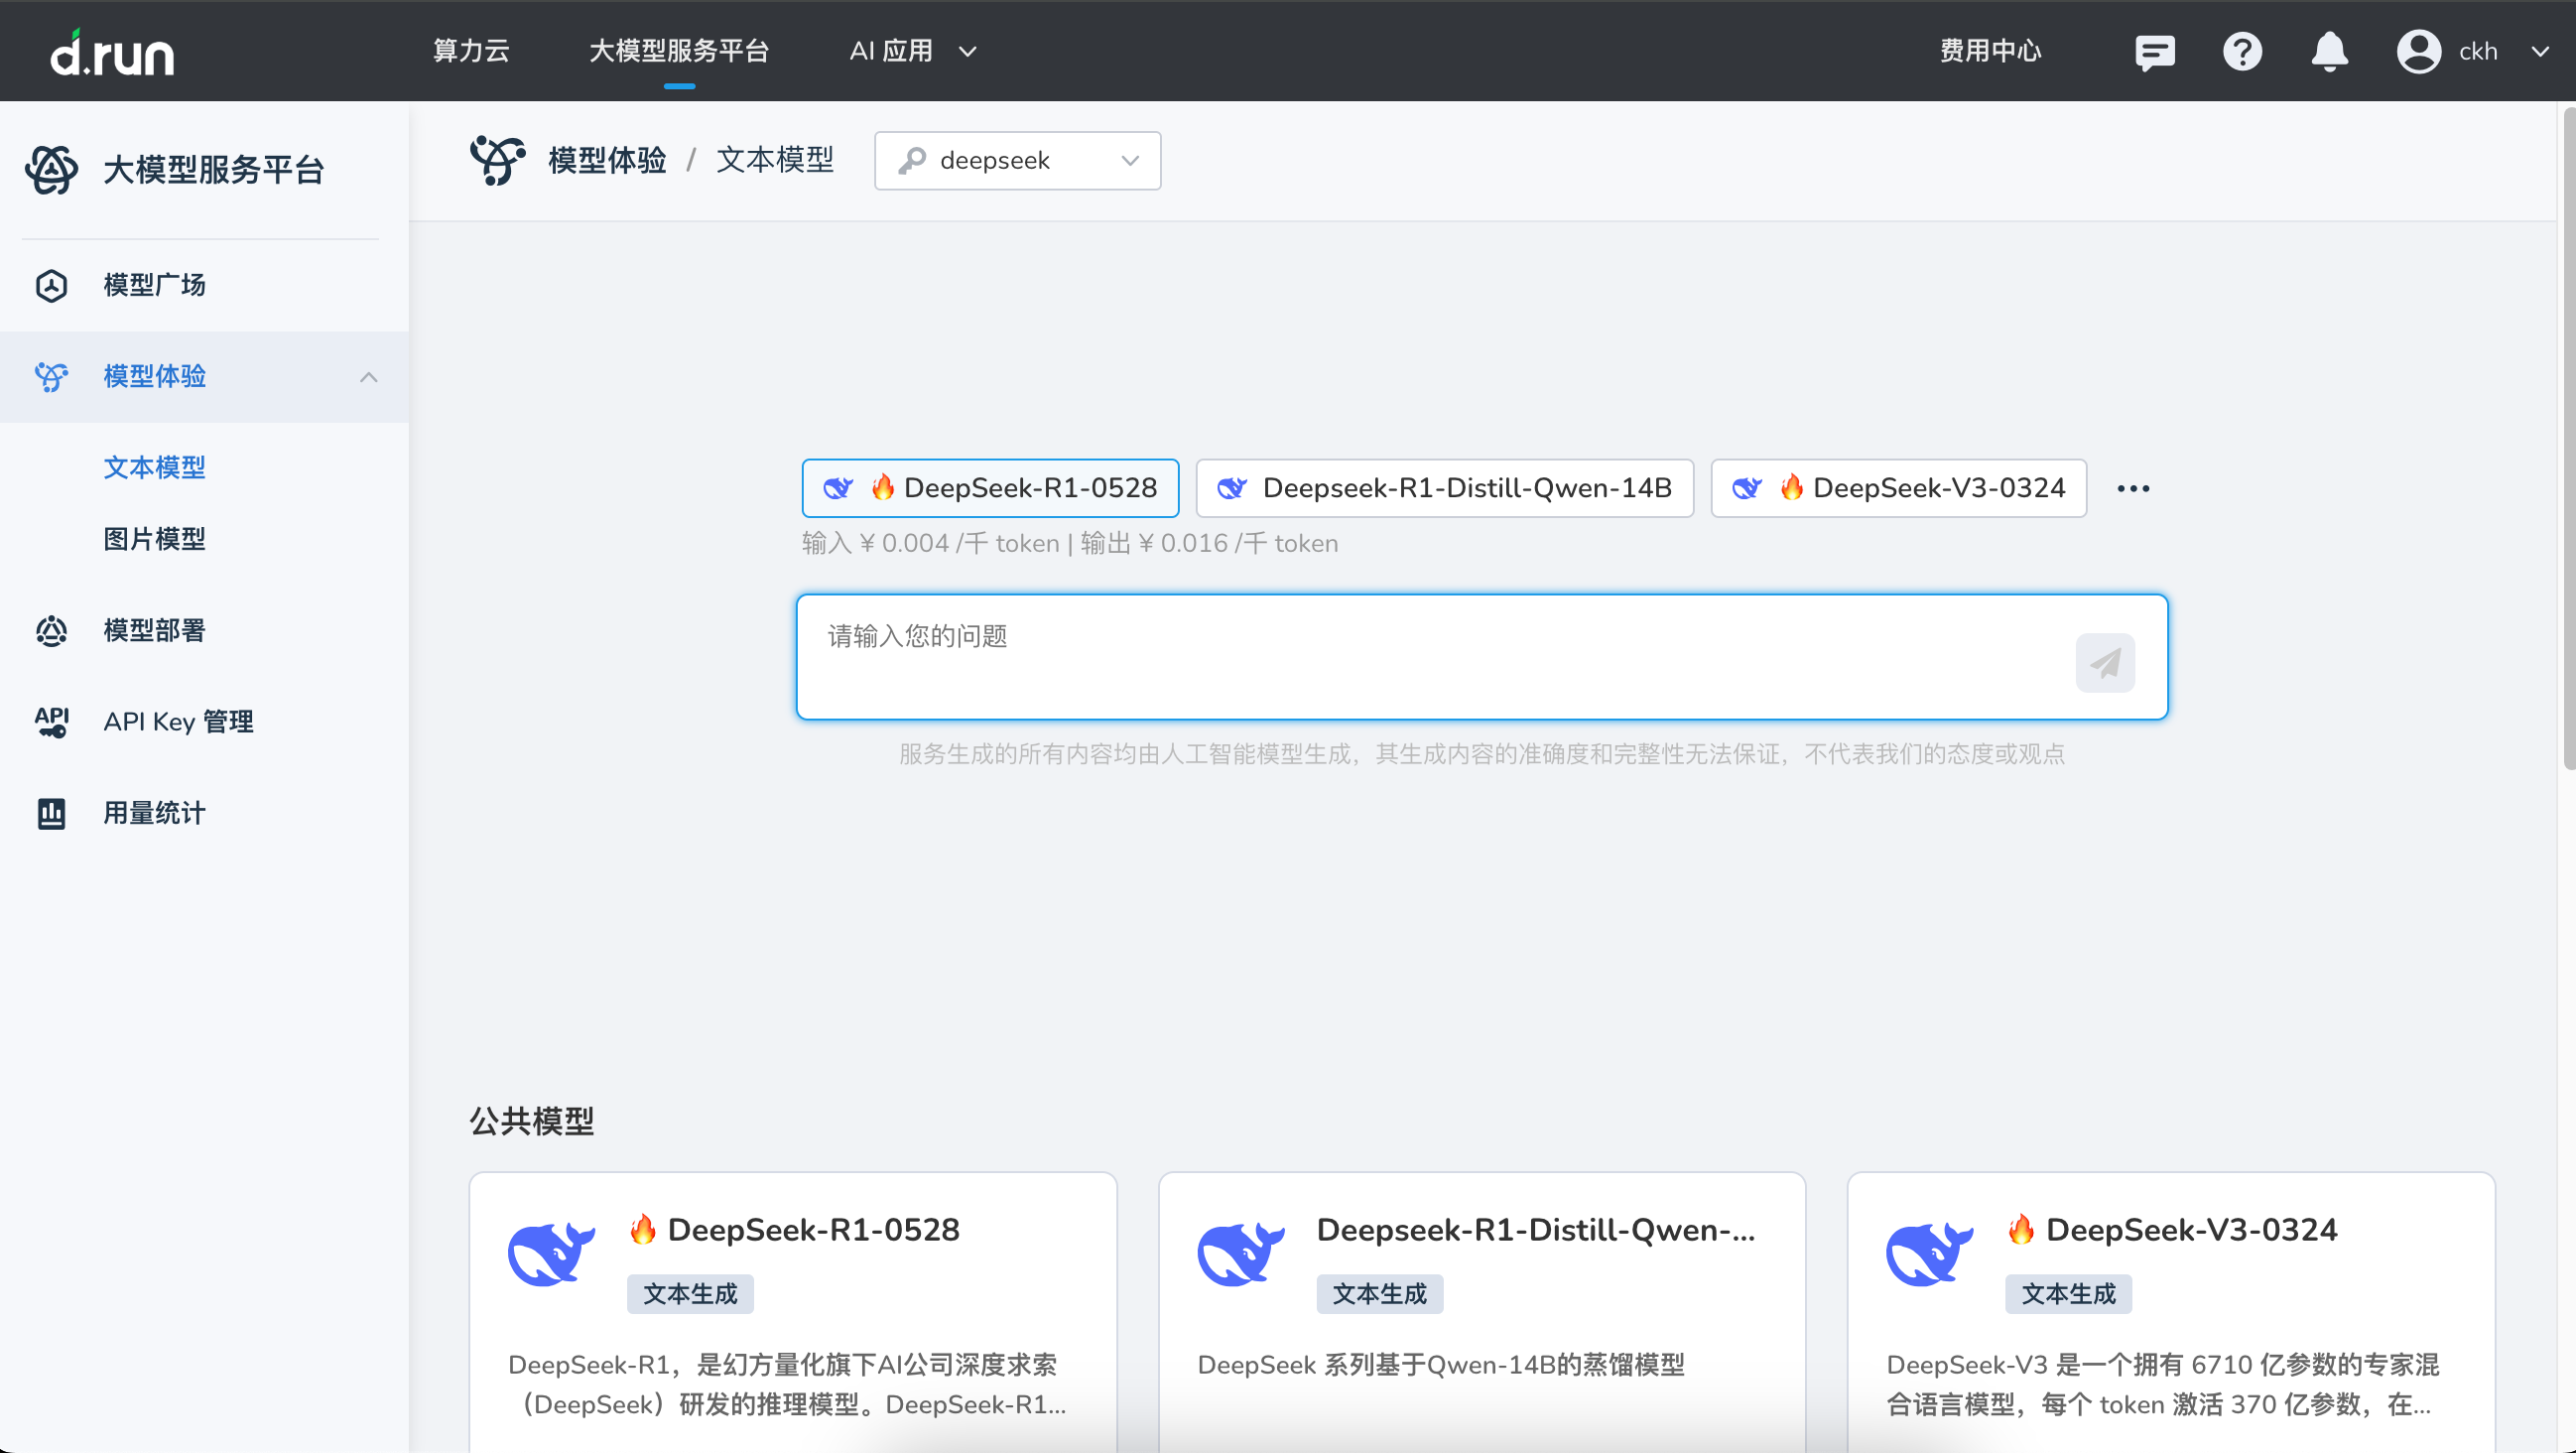 d.run
算力云
大模型服务平台
AI 应用
费用中心
ckh
大模型服务平台
模型广场
模型体验
文本模型
图片模型
模型部署
API
API Key 管理
用量统计
模型体验 / 文本模型
deepseek
🔥 DeepSeek-R1-0528
Deepseek-R1-Distill-Qwen-14B
🔥 DeepSeek-V3-0324
输入 ¥ 0.004 /千 token | 输出 ¥ 0.016 /千 token
请输入您的问题
服务生成的所有内容均由人工智能模型生成，其生成内容的准确度和完整性无法保证，不代表我们的态度或观点
公共模型
🔥 DeepSeek-R1-0528
文本生成
DeepSeek-R1，是幻方量化旗下AI公司深度求索
（DeepSeek）研发的推理模型。DeepSeek-R1...
Deepseek-R1-Distill-Qwen-...
文本生成
DeepSeek 系列基于Qwen-14B的蒸馏模型
🔥 DeepSeek-V3-0324
文本生成
DeepSeek-V3 是一个拥有 6710 亿参数的专家混
合语言模型，每个 token 激活 370 亿参数，在...